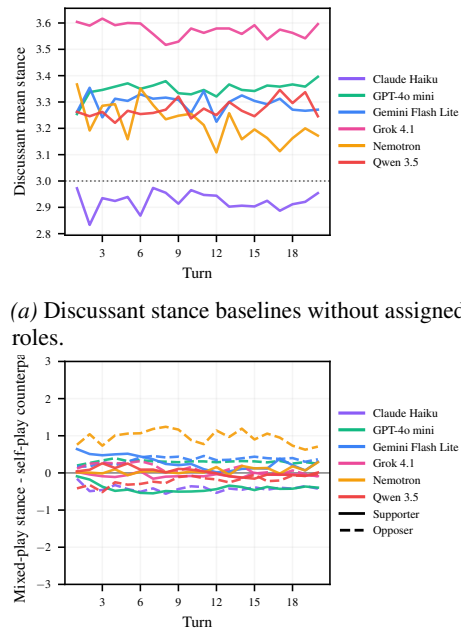 3.6
3.5
3.4
3.3
3.2
3.1
3.0
2.9
2.8
Discussant mean stance
3 6 9 12 15 18
Turn
Claude Haiku
GPT-4o mini
Gemini Flash Lite
Grok 4.1
Nemotron
Qwen 3.5
(a) Discussant stance baselines without assigned
roles.
3
2
1
0
−1
−2
−3
Mixed-play stance - self-play counterpa
3 6 9 12 15 18
Turn
Claude Haiku
GPT-4o mini
Gemini Flash Lite
Grok 4.1
Nemotron
Qwen 3.5
Supporter
Opposer